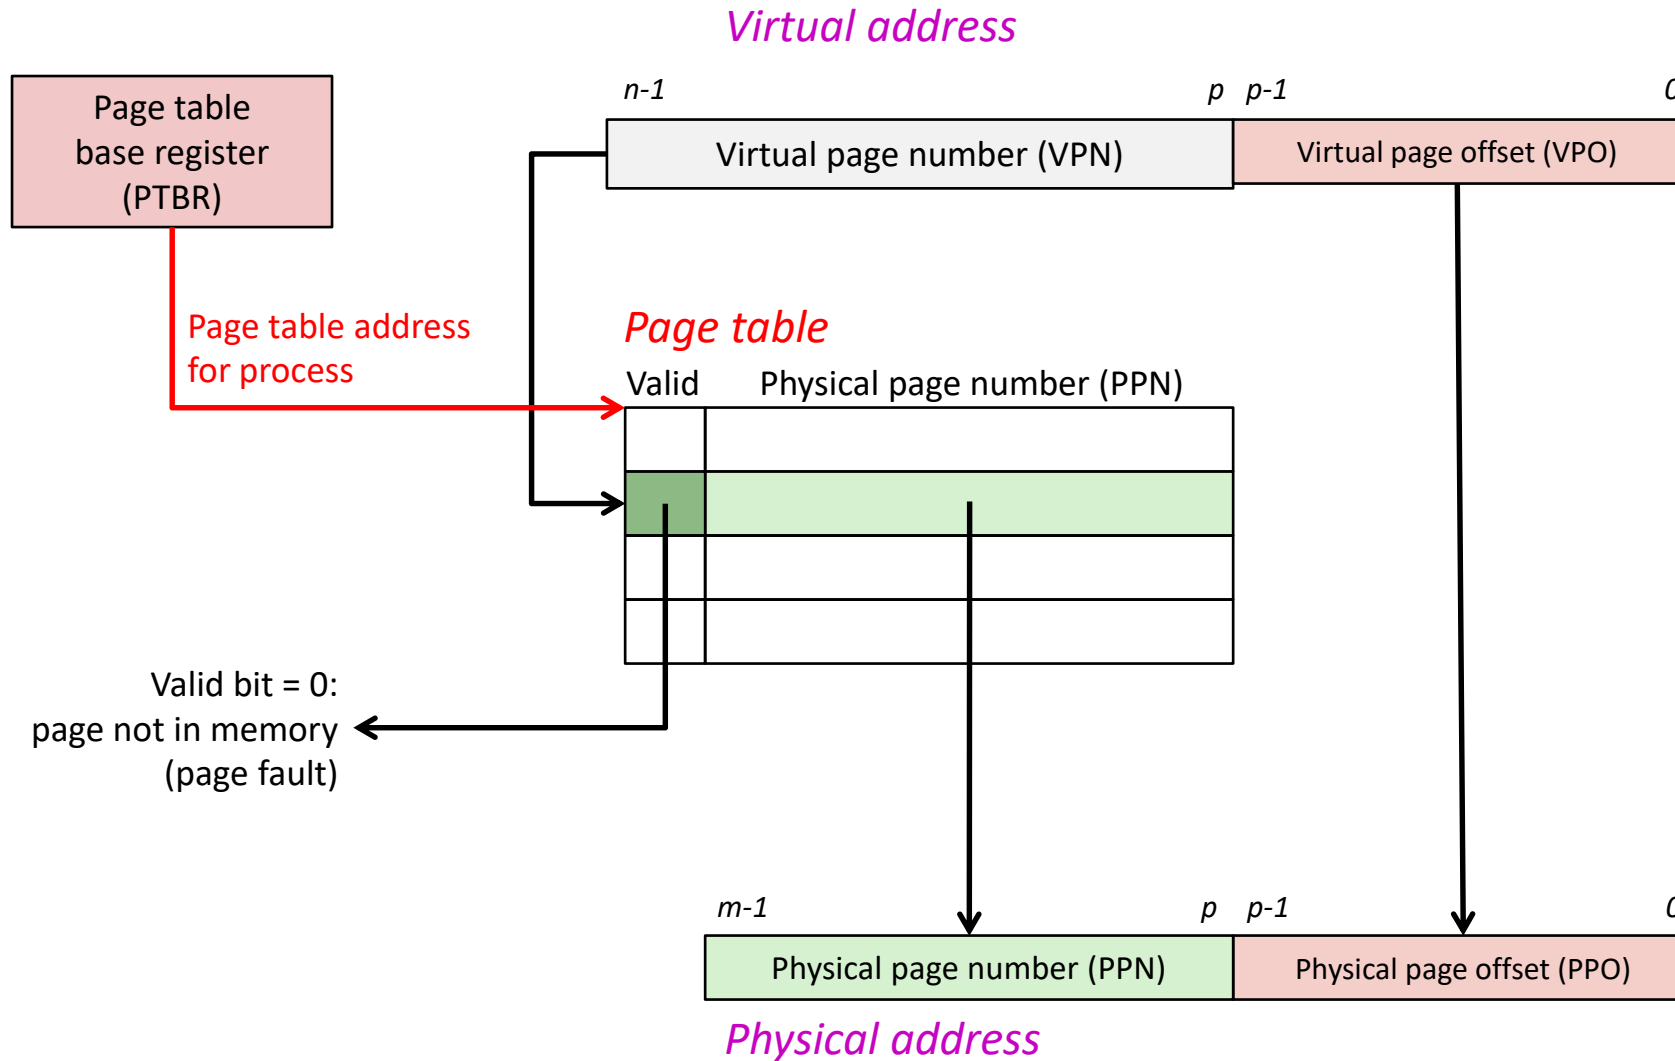 Virtual address
n-1
p
p-1
0
Page table
base register
(PTBR)
Virtual page number (VPN)
Virtual page offset (VPO)
Page table address
for process
Page table
Valid
Physical page number (PPN)
Valid bit = 0:
page not in memory
(page fault)
m-1
p
p-1
0
Physical page number (PPN)
Physical page offset (PPO)
Physical address